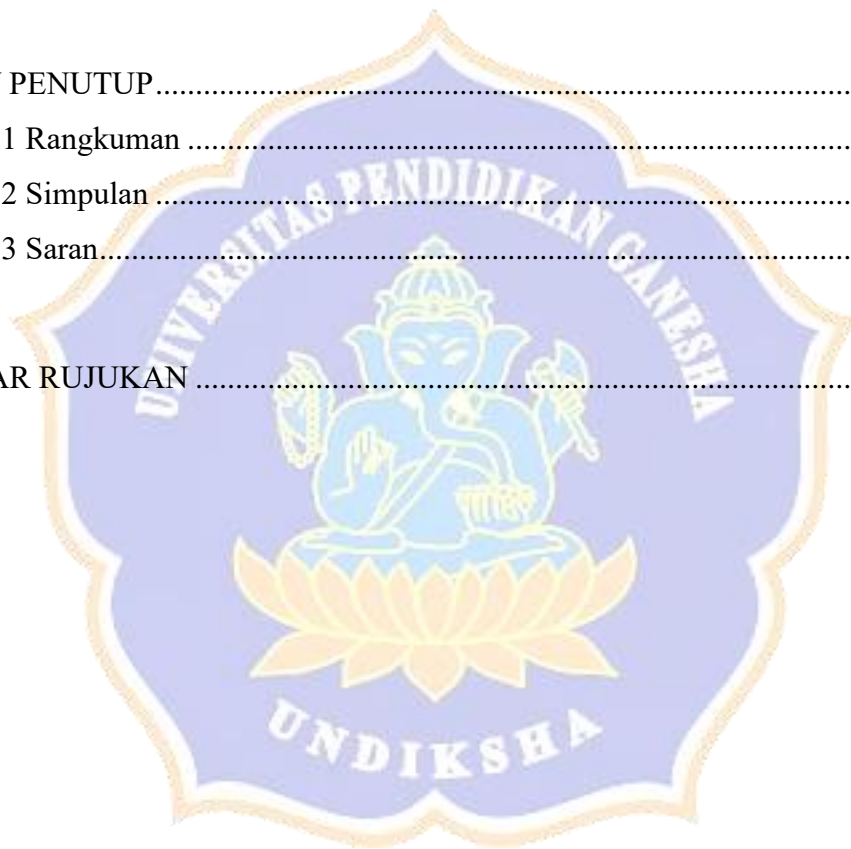 PENUTUP....................................................................................
1 Rangkuman ................................................................................
2 Simpulan ....................................................................................
3 Saran...........................................................................................
AR RUJUKAN ................................................................................
UNIVERSITAS PENDIDIKAN GANESHA
UNDIKSHA